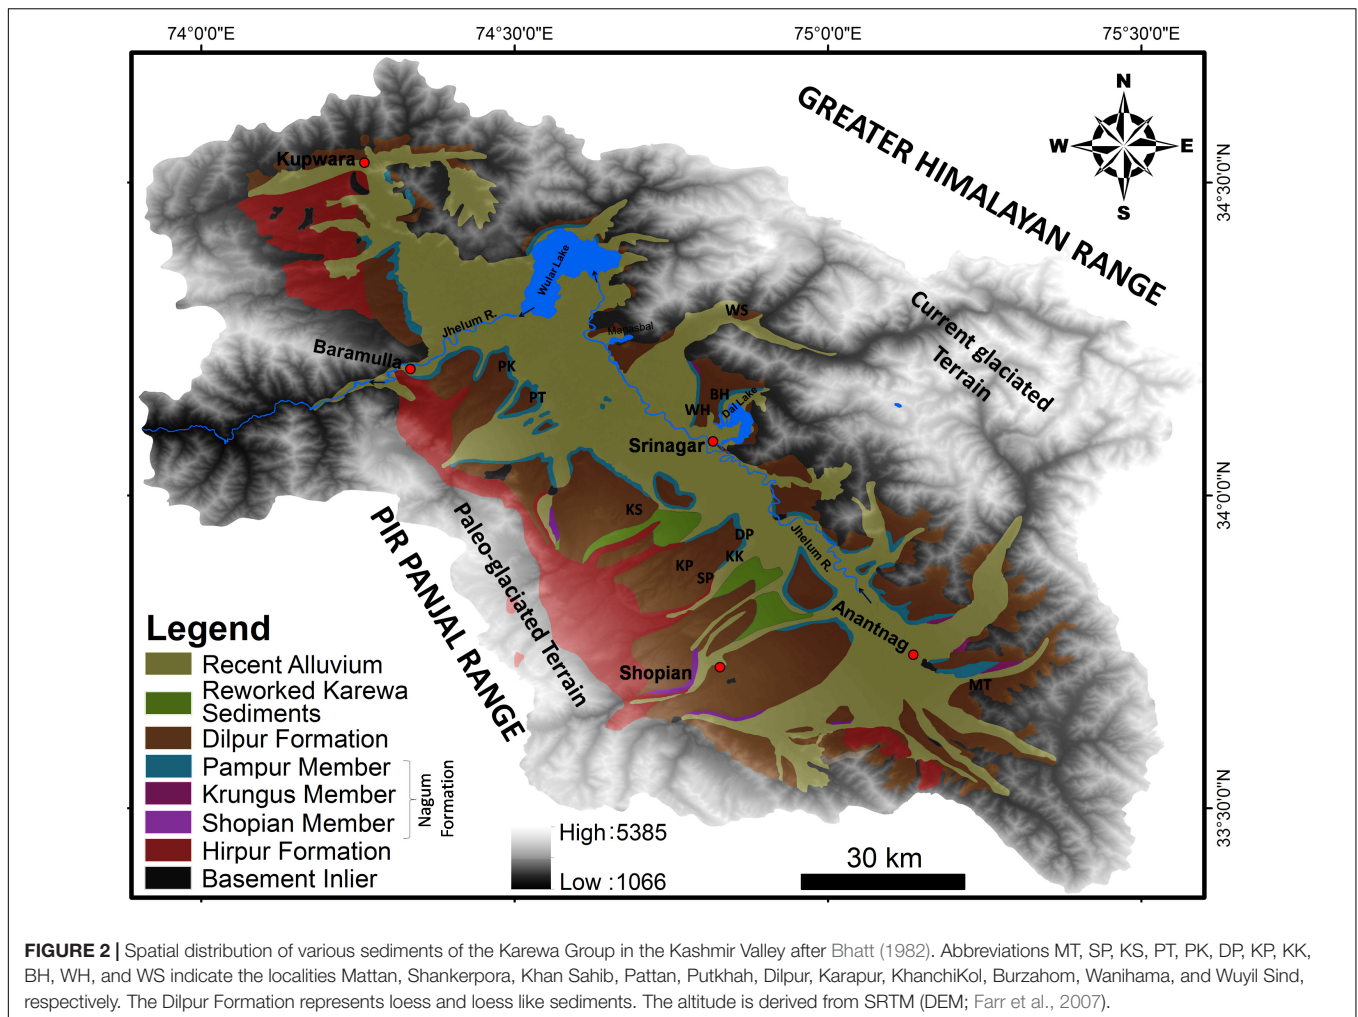 74°0'0"E
74°30'0"E
75°0'0"E
75°30'0"E
GREATER HIMALAYAN RANGE
N
W
E
S
34°30'0"N
34°0'0"N
33°30'0"N
Kupwara
Wular Lake
Current glaciated
Terrain
WS
Jhelum R.
Manasbal
Baramulla
PK
PT
BH
WH
Dal Lake
Srinagar
KS
DP
KK
KP
SP
Jhelum R.
Anantnag
MT
Shopian
Paleo-glaciated Terrain
PIR PANJAL RANGE
Legend
Recent Alluvium
Reworked Karewa
Sediments
Dilpur Formation
Pampur Member
Krungus Member
Shopian Member
Nagum
Formation
Hirpur Formation
Basement Inlier
High:5385
Low :1066
30 km
FIGURE 2 | Spatial distribution of various sediments of the Karewa Group in the Kashmir Valley after Bhatt (1982). Abbreviations MT, SP, KS, PT, PK, DP, KP, KK,
BH, WH, and WS indicate the localities Mattan, Shankerpora, Khan Sahib, Pattan, Putkhah, Dilpur, Karapur, KhanchiKol, Burzahom, Wanihama, and Wuyil Sind,
respectively. The Dilpur Formation represents loess and loess like sediments. The altitude is derived from SRTM (DEM; Farr et al., 2007).